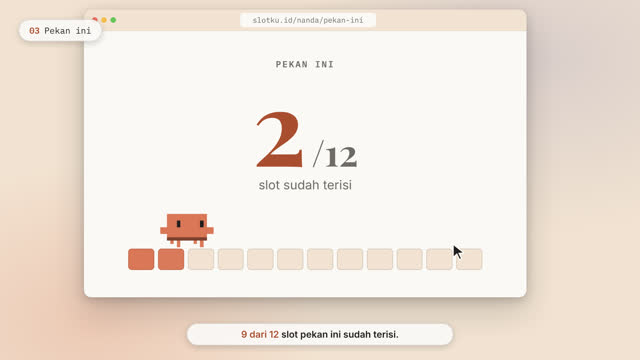 slotku.id/nanda/pekan-ini
03 Pekan ini
PEKAN INI
2/12
slot sudah terisi
9 dari 12 slot pekan ini sudah terisi.